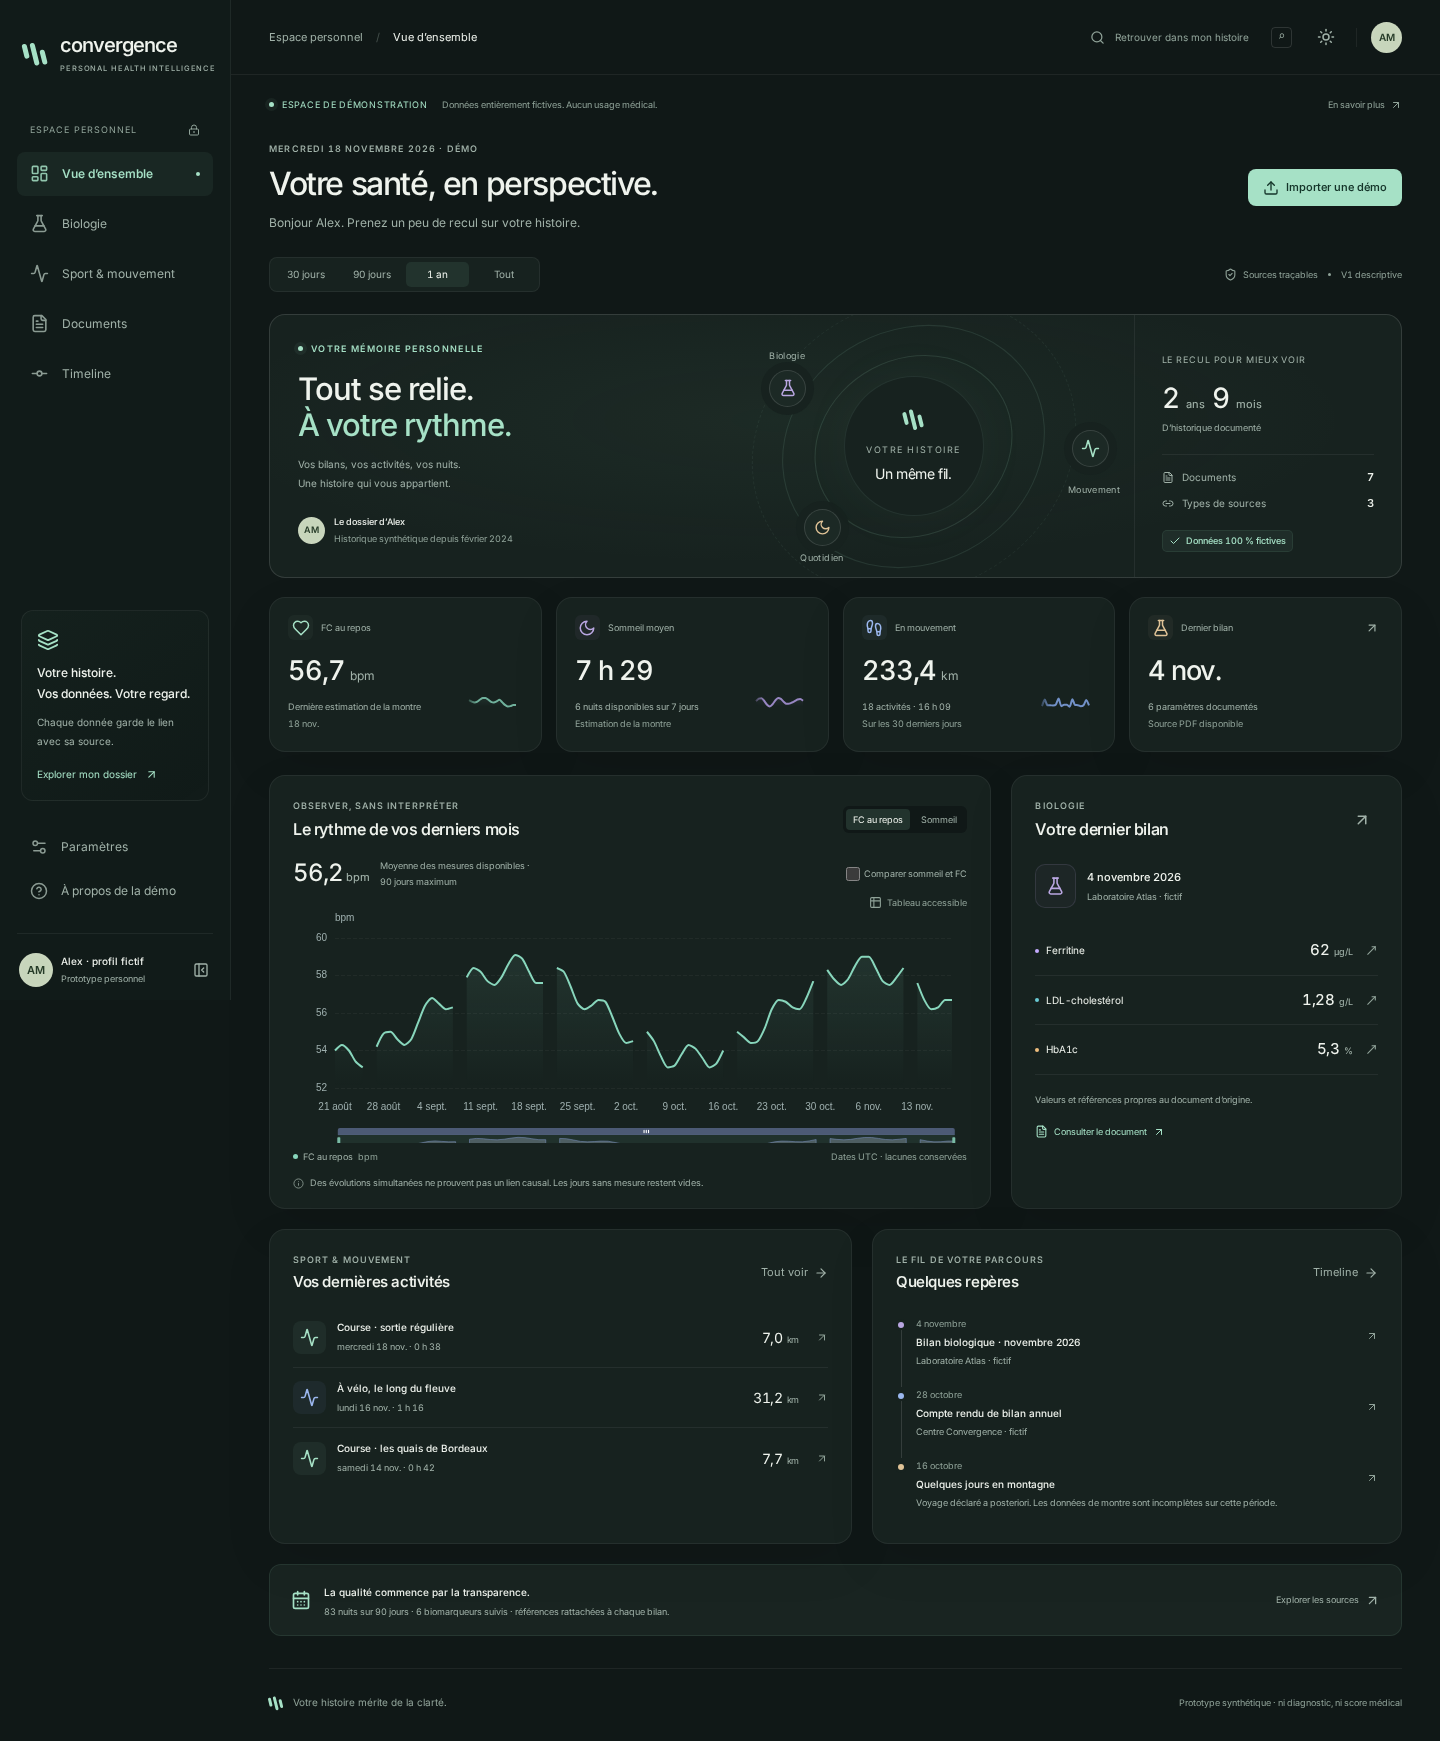 convergence
PERSONAL HEALTH INTELLIGENCE
ESPACE PERSONNEL
Vue d'ensemble
Biologie
Sport & mouvement
Documents
Timeline
Votre histoire.
Vos données. Votre regard.
Chaque donnée garde le lien
avec sa source.
Explorer mon dossier
Paramètres
À propos de la démo
AM
Alex · profil fictif
Prototype personnel
Espace personnel / Vue d'ensemble
Retrouver dans mon histoire
AM
ESPACE DE DÉMONSTRATION Données entièrement fictives. Aucun usage médical.
En savoir plus
MERCREDI 18 NOVEMBRE 2026 · DÉMO
Votre santé, en perspective.
Bonjour Alex. Prenez un peu de recul sur votre histoire.
Importer une démo
30 jours 90 jours 1 an Tout
Sources traçables • V1 descriptive
VOTRE MÉMOIRE PERSONNELLE
Tout se relie.
À votre rythme.
Vos bilans, vos activités, vos nuits.
Une histoire qui vous appartient.
AM
Le dossier d'Alex
Historique synthétique depuis février 2024
Biologie
VOTRE HISTOIRE
Un même fil.
Mouvement
Quotidien
LE RECUL POUR MIEUX VOIR
2 ans 9 mois
D'historique documenté
Documents 7
Types de sources 3
Données 100 % fictives
FC au repos
56,7 bpm
Dernière estimation de la montre
18 nov.
Sommeil moyen
7 h 29
6 nuits disponibles sur 7 jours
Estimation de la montre
En mouvement
233,4 km
18 activités · 16 h 09
Sur les 30 derniers jours
Dernier bilan
4 nov.
6 paramètres documentés
Source PDF disponible
OBSERVER, SANS INTERPRÉTER
Le rythme de vos derniers mois
FC au repos Sommeil
56,2 bpm
Moyenne des mesures disponibles ·
90 jours maximum
Comparer sommeil et FC
Tableau accessible
bpm
60
58
56
54
52
21 août 28 août 4 sept. 11 sept. 18 sept. 25 sept. 2 oct. 9 oct. 16 oct. 23 oct. 30 oct. 6 nov. 13 nov.
FC au repos bpm
Dates UTC · lacunes conservées
Des évolutions simultanées ne prouvent pas un lien causal. Les jours sans mesure restent vides.
BIOLOGIE
Votre dernier bilan
4 novembre 2026
Laboratoire Atlas · fictif
Ferritine 62 µg/L
LDL-cholestérol 1,28 g/L
HbA1c 5,3 %
Valeurs et références propres au document d'origine.
Consulter le document
SPORT & MOUVEMENT
Vos dernières activités
Tout voir
Course · sortie régulière
mercredi 18 nov. · 0 h 38
7,0 km
À vélo, le long du fleuve
lundi 16 nov. · 1 h 16
31,2 km
Course · les quais de Bordeaux
samedi 14 nov. · 0 h 42
7,7 km
LE FIL DE VOTRE PARCOURS
Quelques repères
Timeline
4 novembre
Bilan biologique · novembre 2026
Laboratoire Atlas · fictif
28 octobre
Compte rendu de bilan annuel
Centre Convergence · fictif
16 octobre
Quelques jours en montagne
Voyage déclaré a posteriori. Les données de montre sont incomplètes sur cette période.
La qualité commence par la transparence.
83 nuits sur 90 jours · 6 biomarqueurs suivis · références rattachées à chaque bilan.
Explorer les sources
Votre histoire mérite de la clarté.
Prototype synthétique · ni diagnostic, ni score médical